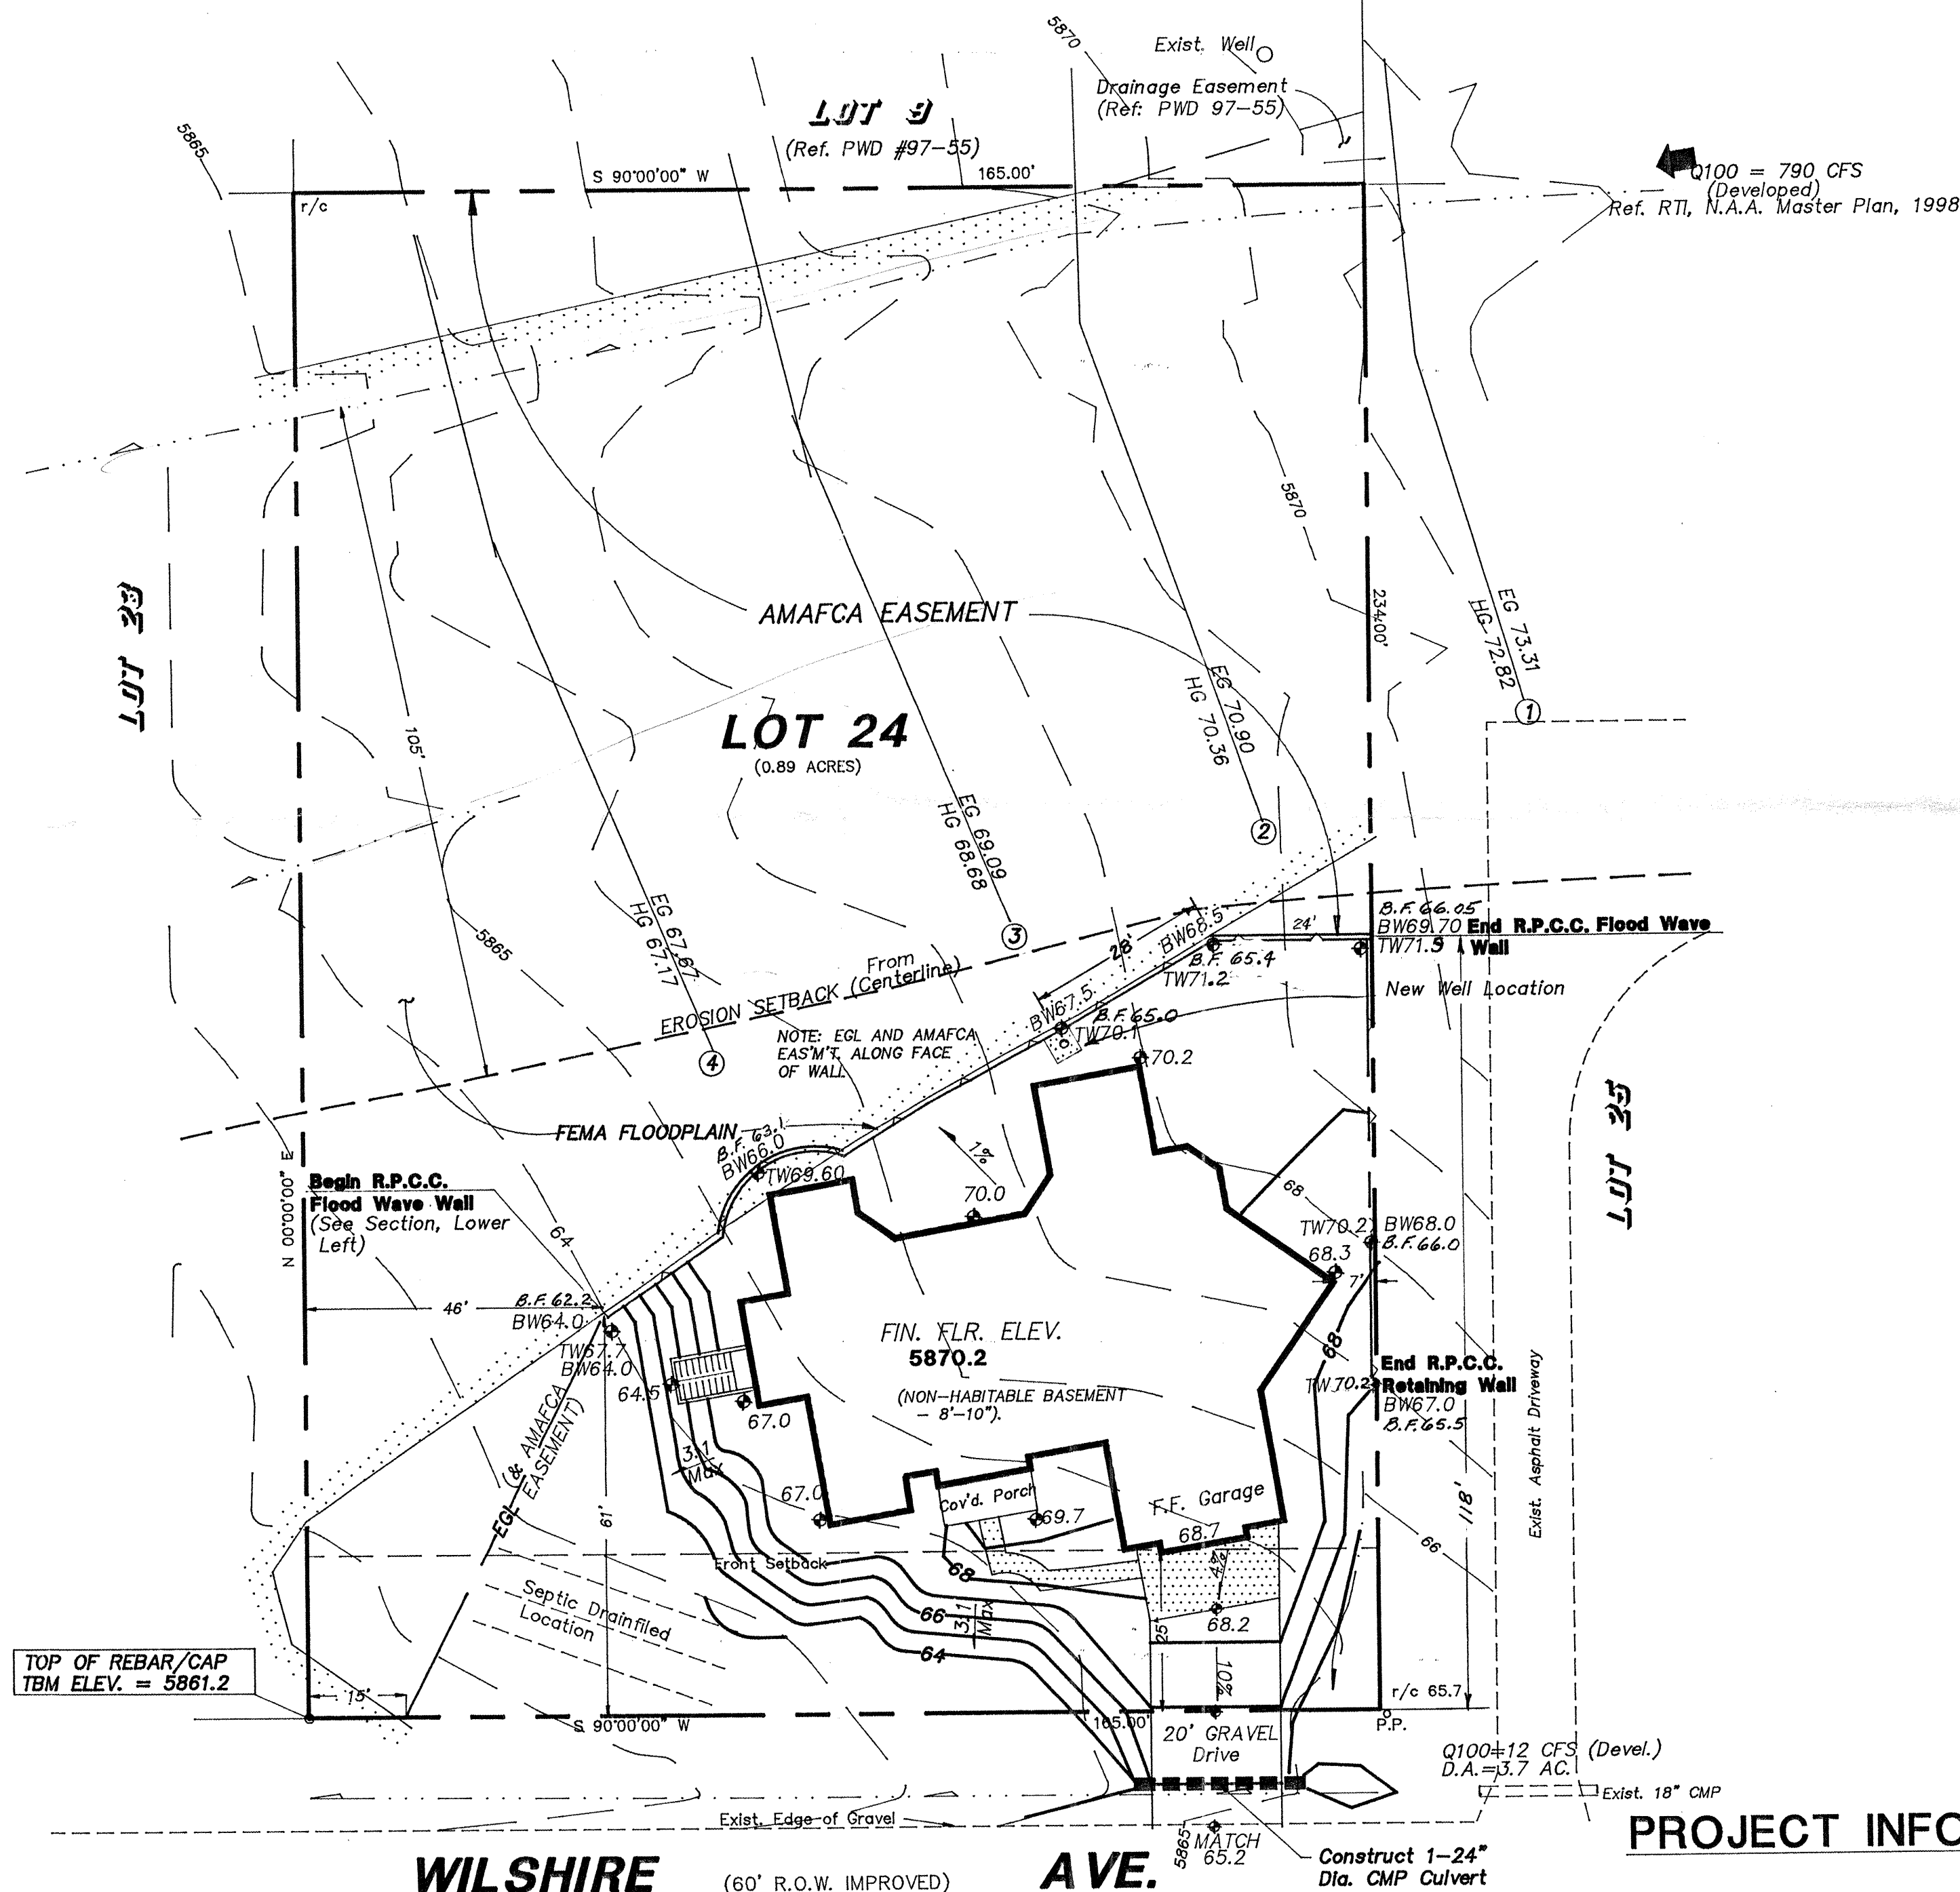 5870
Exist. Well
Drainage Easement
(Ref: PWD 97-55)
LOT 9
(Ref. PWD #97-55)
5865
S 90°00'00" W
165.00'
r/c
Q100 = 790 CFS
(Developed)
Ref. RTI, N.A.A. Master Plan, 1998
5870
234.00'
EG 73.31
HG 72.82
1
AMAFCA EASEMENT
LOT 23
EG 70.90
HG 70.36
2
LOT 24
(0.89 ACRES)
105'
EG 69.09
HG 68.68
3
EG 67.67
HG 67.17
4
5865
From
(Centerline)
EROSION SETBACK
28'
BW68.5
24'
B.F. 65.4
TW71.2
B.F. 66.05
BW69.70 End R.P.C.C. Flood Wave
TW71.9 Wall
New Well Location
BW67.5
B.F. 65.0
TW70.1
70.2
NOTE: EGL AND AMAFCA
EAS'M'T. ALONG FACE
OF WALL
FEMA FLOODPLAIN
B.F. 63.1
BW66.0
TW69.60
1%
70.0
LOT 25
N 00°00'00" E
Begin R.P.C.C.
Flood Wave Wall
(See Section, Lower
Left)
64
68
TW70.2
BW68.0
B.F. 66.0
68.3
7'
46'
B.F. 62.2
BW64.0
TW67.7
BW64.0
64.5
67.0
FIN. FLR. ELEV.
5870.2
(NON-HABITABLE BASEMENT
- 8'-10").
68
End R.P.C.C.
TW70.2
Retaining Wall
BW67.0
B.F. 65.5
Exist. Asphalt Driveway
EGL (& AMAFCA
EASEMENT)
3:1
Max
67.0
61'
Cov'd. Porch
69.7
F.F. Garage
68.7
4%
118'
66
Front Setback
68
Septic Drainfiled
Location
66
3:1
Max
64
68.2
25'
10%
TOP OF REBAR/CAP
TBM ELEV. = 5861.2
15'
r/c 65.7
P.P.
S 90°00'00" W
165.00'
20' GRAVEL
Drive
Q100=12 CFS (Devel.)
D.A.=3.7 AC.
Exist. 18" CMP
Exist. Edge of Gravel
5865
MATCH
65.2
Construct 1-24"
Dia. CMP Culvert
PROJECT INFO
WILSHIRE AVE.
(60' R.O.W. IMPROVED)